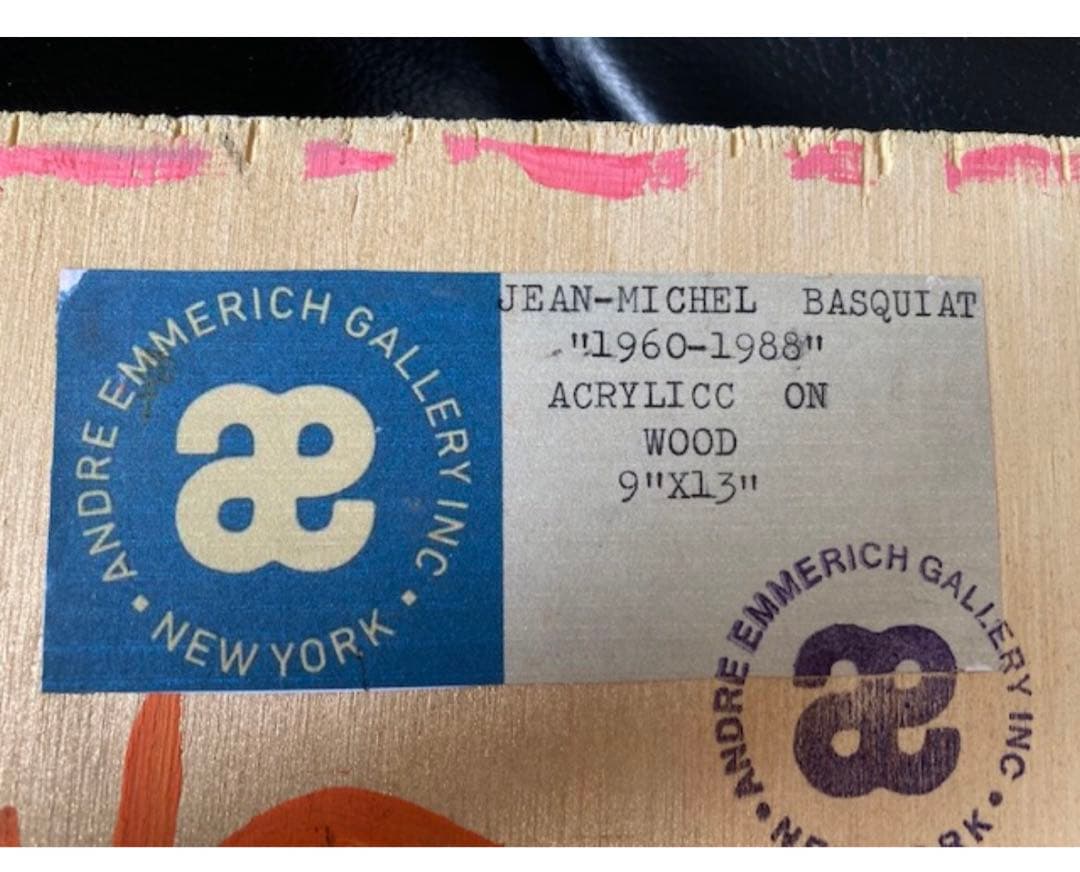 ANDRE EMMERICH GALLERY INC
æ
• NEW YORK •
JEAN-MICHEL BASQUIAT
"1960-1988"
ACRYLICC ON
WOOD
9"X13"
ANDRE EMMERICH GALLERY INC
æ